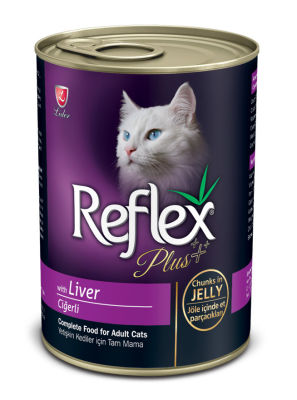 Lider
Reflex
Plus
with Liver
Ciğerli
Chunks in
JELLY
Jöle içinde et
parçacıkları
Complete Food for Adult Cats
Yetişkin Kediler için Tam Mama